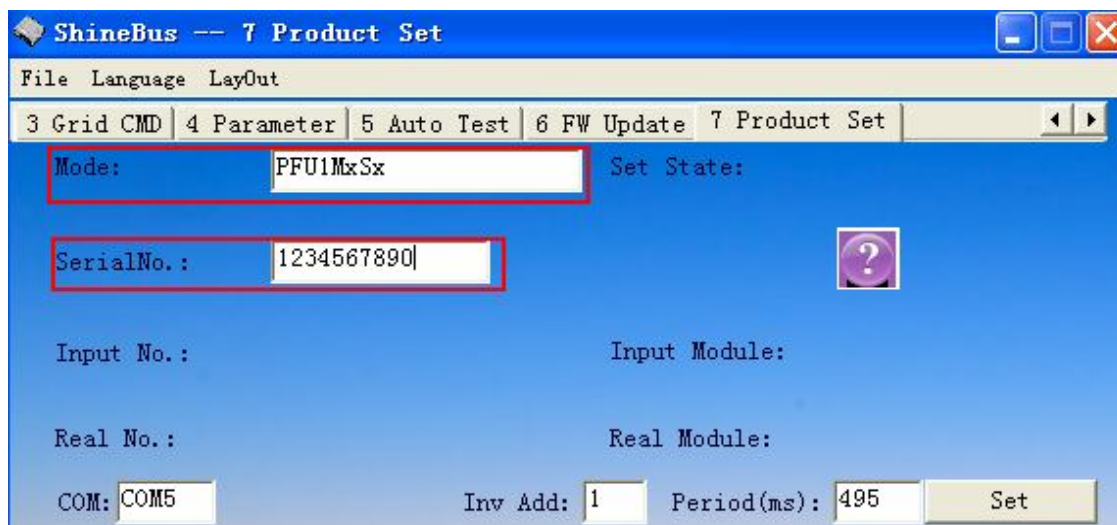 ShineBus -- 7 Product Set
File Language LayOut
3 Grid CMD 4 Parameter 5 Auto Test 6 FW Update 7 Product Set
Mode: PFU1MxSx Set State:
SerialNo.: 1234567890 ?
Input No.: Input Module:
Real No.: Real Module:
COM: COM5 Inv Add: 1 Period(ms): 495 Set